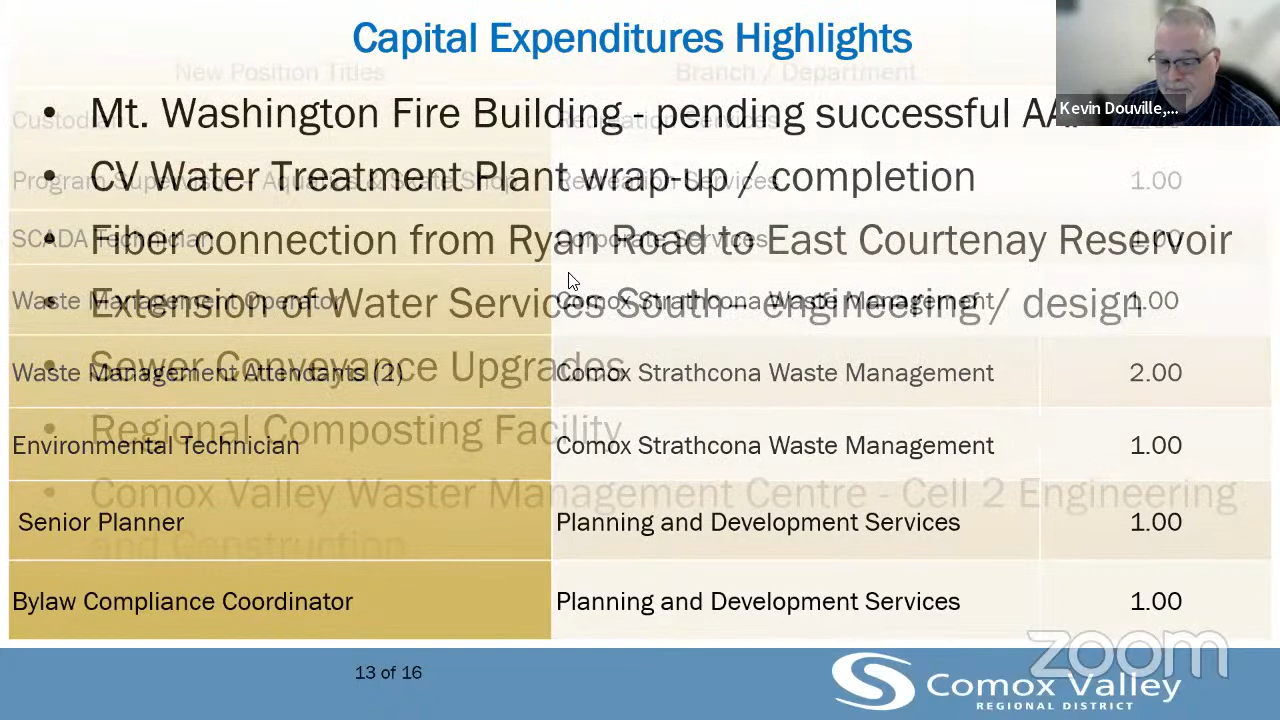 Capital Expenditures Highlights
New Position Titles
Branch / Department
• Mt. Washington Fire Building - pending successful
Custodian
Recreation Services
1.00
Kevin Douville,...
• CV Water Treatment Plant wrap-up / completion
Program Supervisor – Aquatics & Skate Shop
Recreation Services
1.00
• Fiber connection from Ryan Road to East Courtenay Reservoir
SCADA Technician
Corporate Services
1.00
• Extension of Water Services South – engineering / design
Waste Management Operator
Comox Strathcona Waste Management
1.00
• Sewer Conveyance Upgrades
Waste Management Attendants (2)
Comox Strathcona Waste Management
2.00
• Regional Composting Facility
Environmental Technician
Comox Strathcona Waste Management
1.00
• Comox Valley Waster Management Centre - Cell 2 Engineering
and Construction
Senior Planner
Planning and Development Services
1.00
Bylaw Compliance Coordinator
Planning and Development Services
1.00
zoom
13 of 16
Comox Valley
REGIONAL DISTRICT